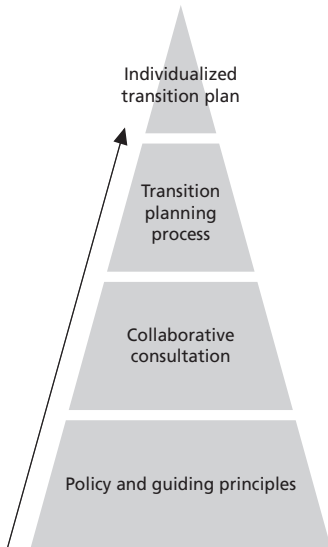 Individualized
transition plan
Transition
planning
process
Collaborative
consultation
Policy and guiding principles